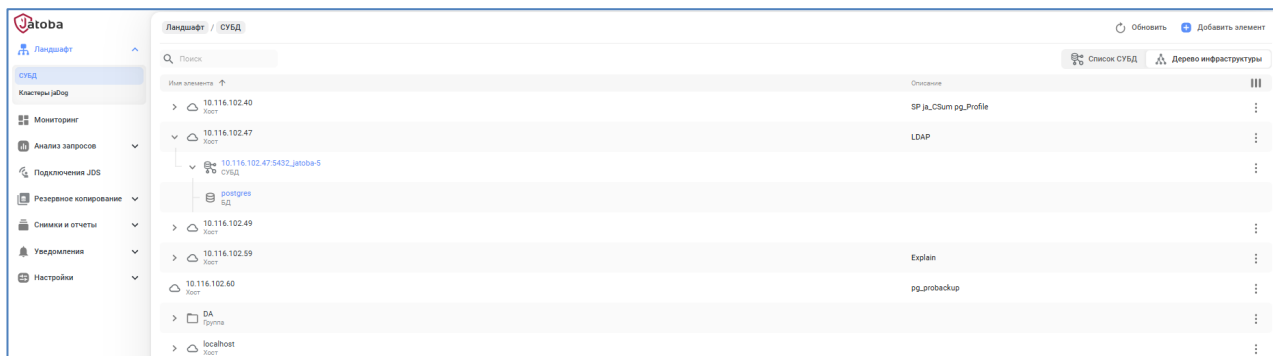 Jatoba
Ландшафт
СУБД
Кластеры jaDog
Мониторинг
Анализ запросов
Подключения JDS
Резервное копирование
Снимки и отчеты
Уведомления
Настройки
Ландшафт / СУБД
Обновить
Добавить элемент
Поиск
Список СУБД
Дерево инфраструктуры
Имя элемента
Описание
10.116.102.40
Хост
SP ja_CSum pg_Profile
10.116.102.47
Хост
LDAP
10.116.102.47:5432_jatoba-5
СУБД
postgres
БД
10.116.102.49
Хост
10.116.102.59
Хост
Explain
10.116.102.60
Хост
pg_probackup
DA
Группа
localhost
Хост